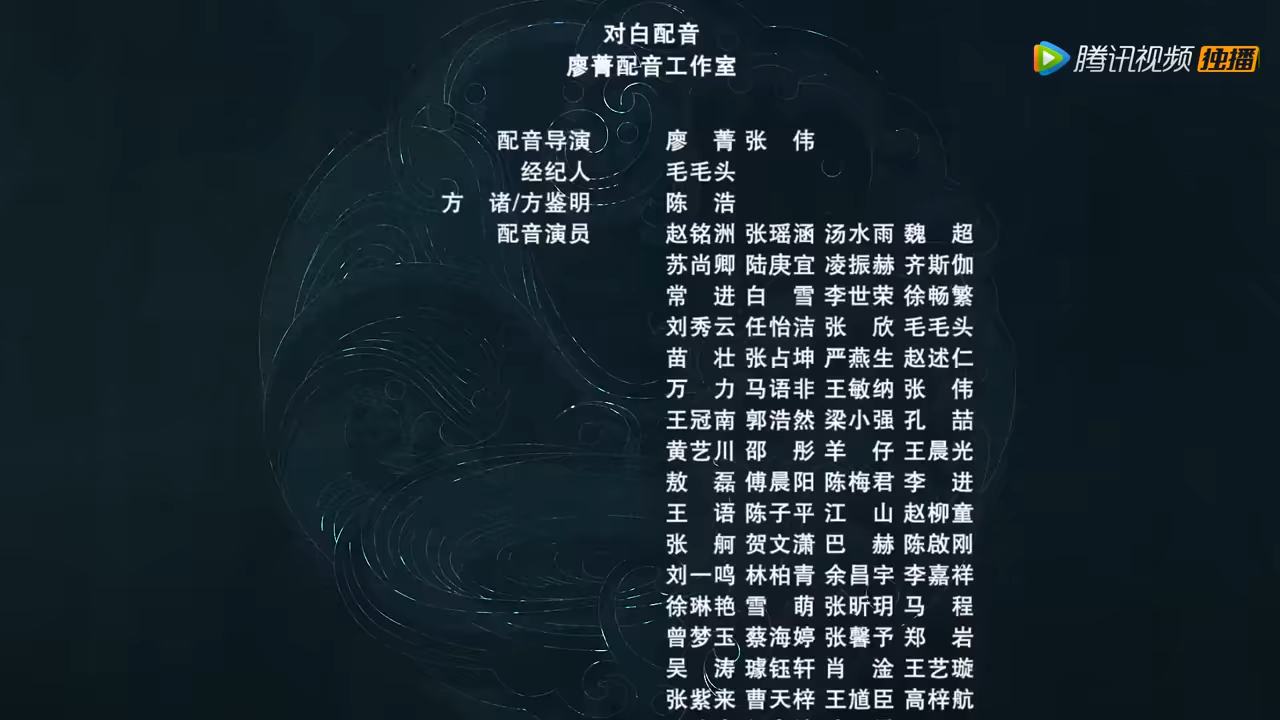 对白配音
廖菁配音工作室
腾讯视频 独播
配音导演 廖 菁 张 伟
经纪人 毛毛头
方 诸/方鉴明 陈 浩
配音演员 赵铭洲 张瑶涵 汤水雨 魏 超
苏尚卿 陆庚宜 凌振赫 齐斯伽
常 进 白 雪 李世荣 徐畅繁
刘秀云 任怡洁 张 欣 毛毛头
苗 壮 张占坤 严燕生 赵述仁
万 力 马语非 王敏纳 张 伟
王冠南 郭浩然 梁小强 孔 喆
黄艺川 邵 彤 羊 仔 王晨光
敖 磊 傅晨阳 陈梅君 李 进
王 语 陈子平 江 山 赵柳童
张 舸 贺文潇 巴 赫 陈啟刚
刘一鸣 林柏青 余昌宇 李嘉祥
徐琳艳 雪 萌 张昕玥 马 程
曾梦玉 蔡海婷 张馨予 郑 岩
吴 涛 璩钰轩 肖 淦 王艺璇
张紫来 曹天梓 王馗臣 高梓航